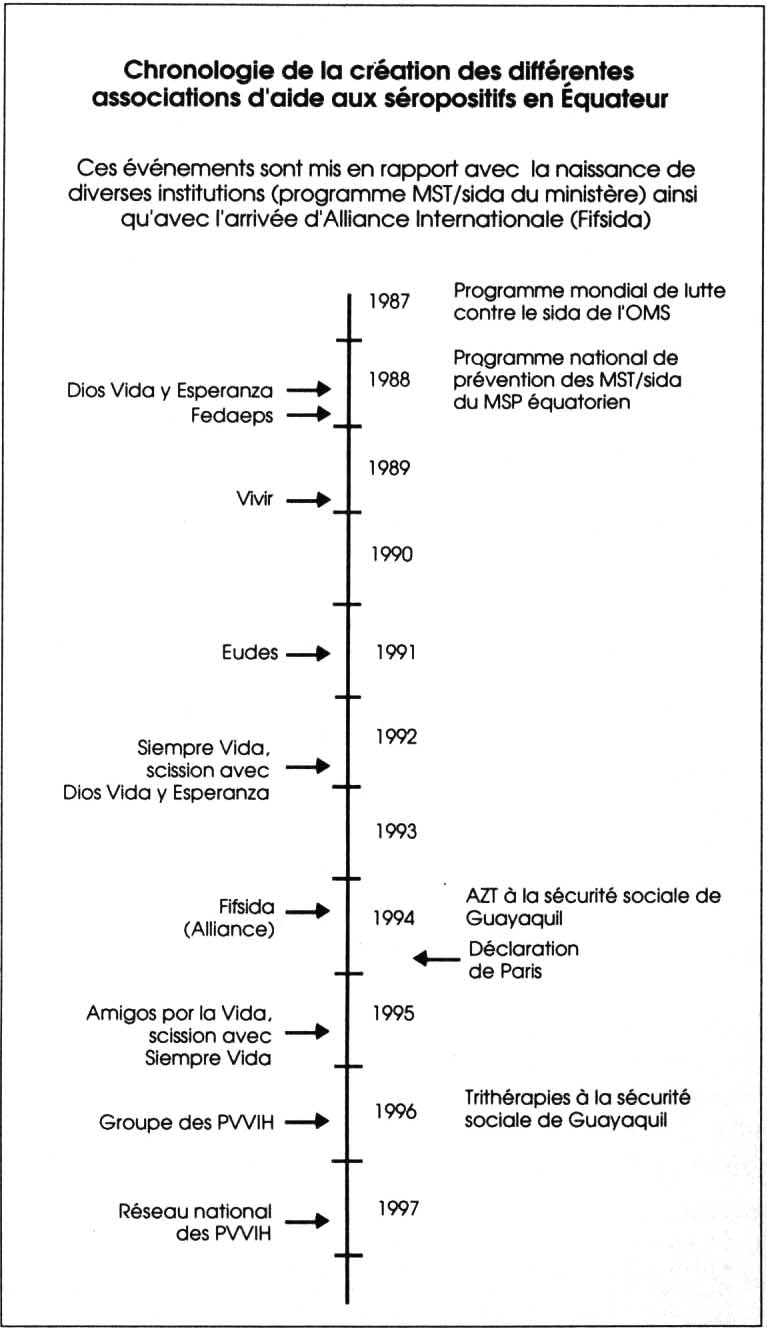 Chronologie de la création des différentes
associations d'aide aux séropositifs en Équateur
Ces événements sont mis en rapport avec la naissance de
diverses institutions (programme MST/sida du ministère) ainsi
qu'avec l'arrivée d'Alliance Internationale (Fifsida)
1987
Programme mondial de lutte
contre le sida de l'OMS
Dios Vida y Esperanza
Fedaeps
1988
Programme national de
prévention des MST/sida
du MSP équatorien
1989
Vivir
1990
Eudes
1991
1992
Siempre Vida,
scission avec
Dios Vida y Esperanza
1993
Fifsida
(Alliance)
1994
AZT à la sécurité sociale de
Guayaquil
Déclaration
de Paris
Amigos por la Vida,
scission avec
Siempre Vida
1995
Groupe des PVVIH
1996
Trithérapies à la sécurité
sociale de Guayaquil
Réseau national
des PVVIH
1997